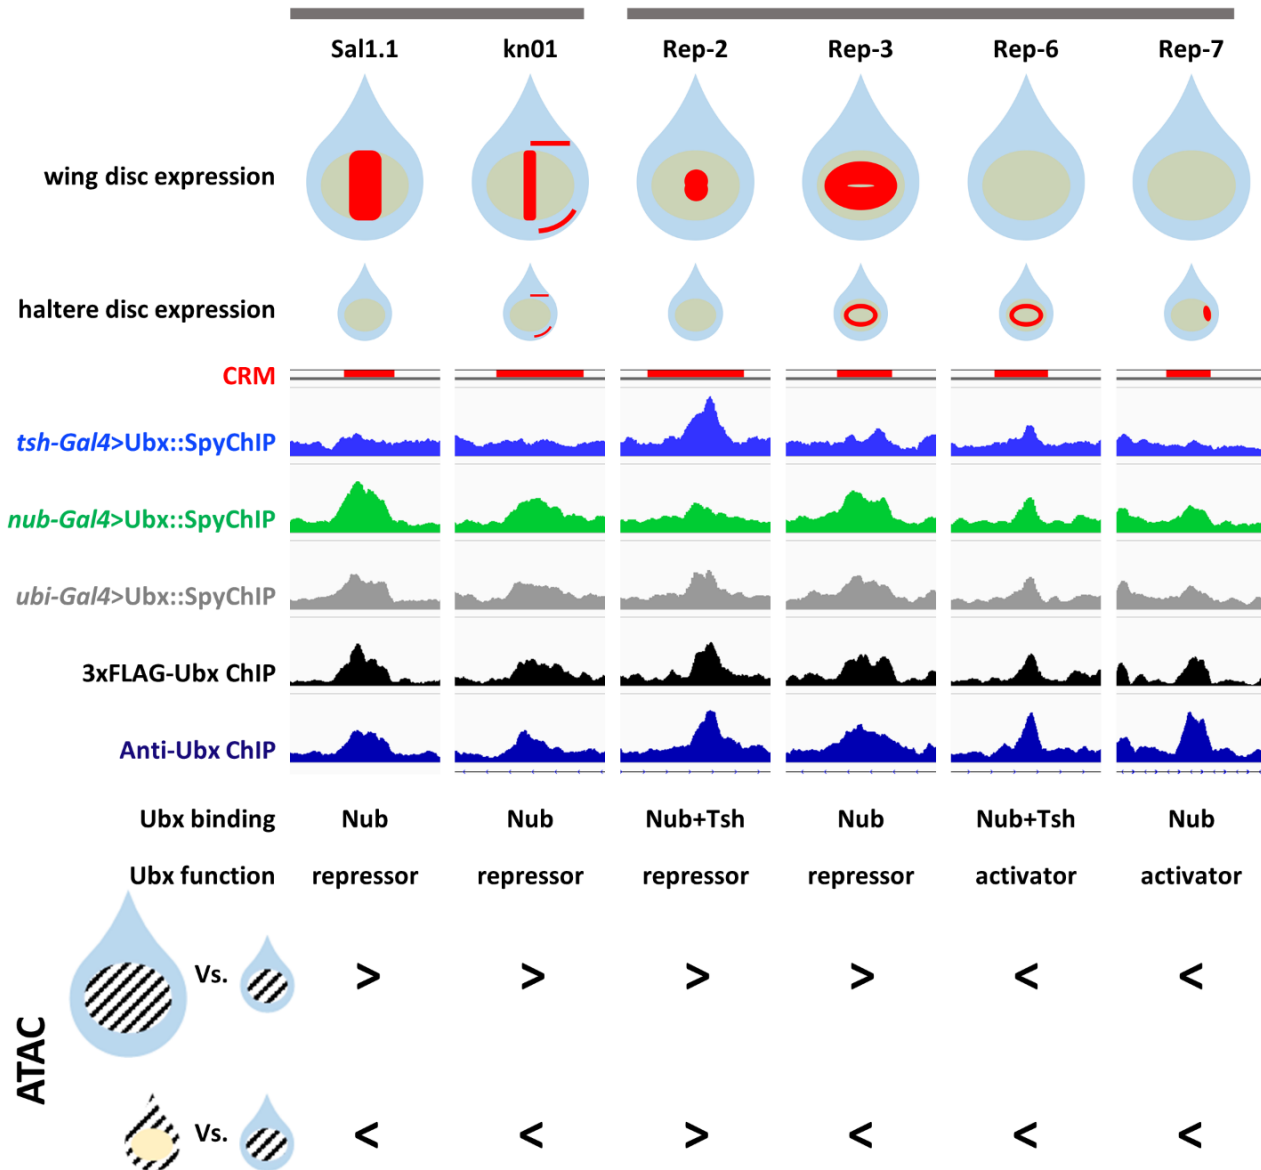 Sal1.1 kn01 Rep-2 Rep-3 Rep-6 Rep-7
wing disc expression
haltere disc expression
CRM
tsh-Gal4>Ubx::SpyChIP
nub-Gal4>Ubx::SpyChIP
ubi-Gal4>Ubx::SpyChIP
3xFLAG-Ubx ChIP
Anti-Ubx ChIP
Ubx binding Nub Nub Nub+Tsh Nub Nub+Tsh Nub
Ubx function repressor repressor repressor repressor activator activator
ATAC
Vs. > > > > < <
Vs. < < > < < <